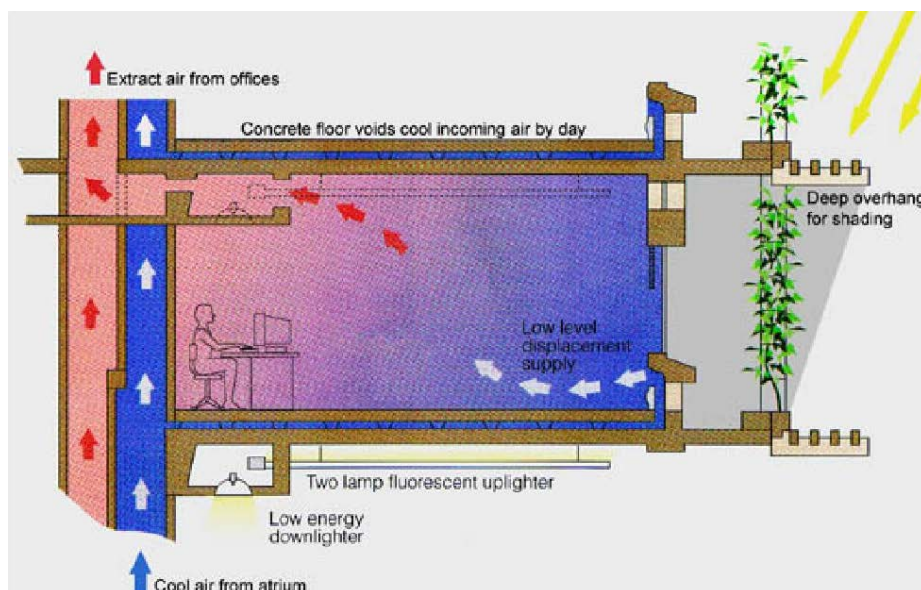 Extract air from offices
Concrete floor voids cool incoming air by day
Deep overhang
for shading
Low level
displacement
supply
Two lamp fluorescent uplighter
Low energy
downlighter
Cool air from atrium